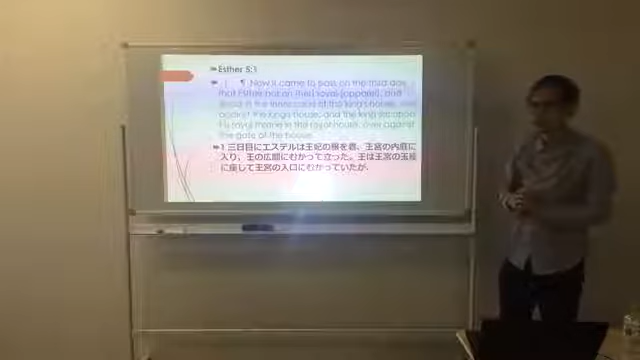 Esther 5:1
1 ¶ Now it came to pass on the third day,
that Esther put on [her] royal [apparel], and
stood in the inner court of the king's house, over
against the king's house: and the king sat upon
his royal throne in the royal house, over against
the gate of the house.
1 三日目にエステルは王妃の服を着、王宮の内庭に
入り、王の広間にむかって立った。王は王宮の玉座
に座して王宮の入口にむかっていたが、